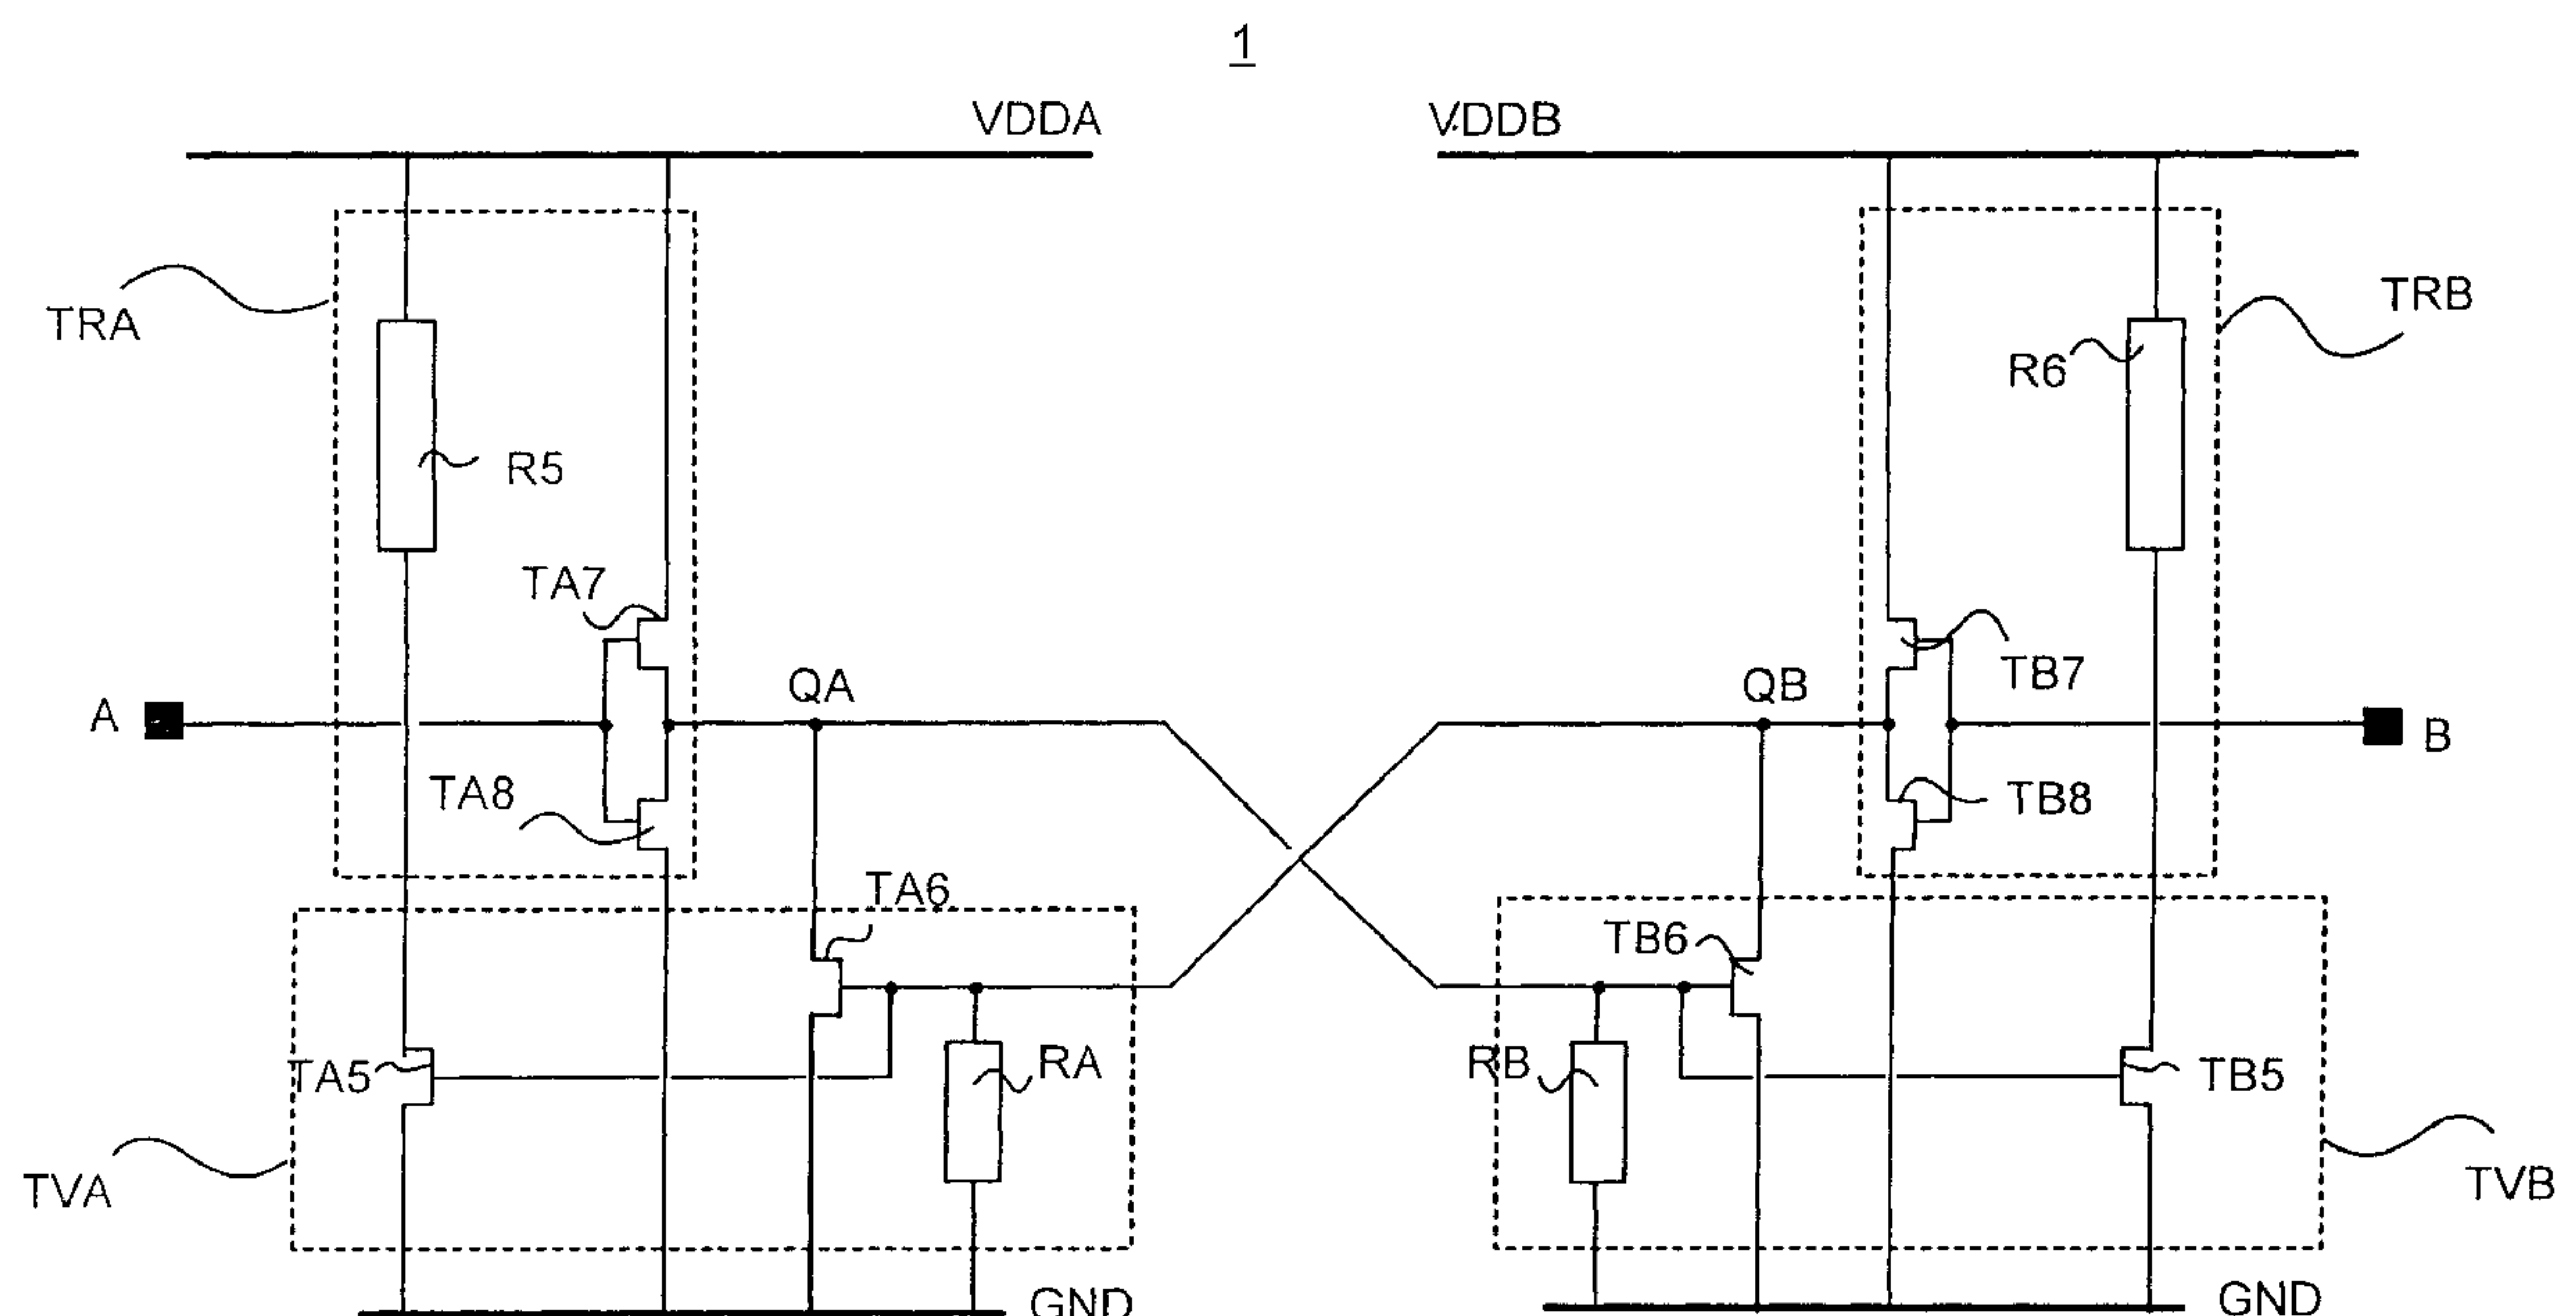 1
VDDA
VDDB
TRA
TRB
R6
R5
TA7
TB7
QA
QB
A
B
TA8
TB8
TA6
TB6
TA5
RA
RB
TB5
TVA
TVB
GND
GND